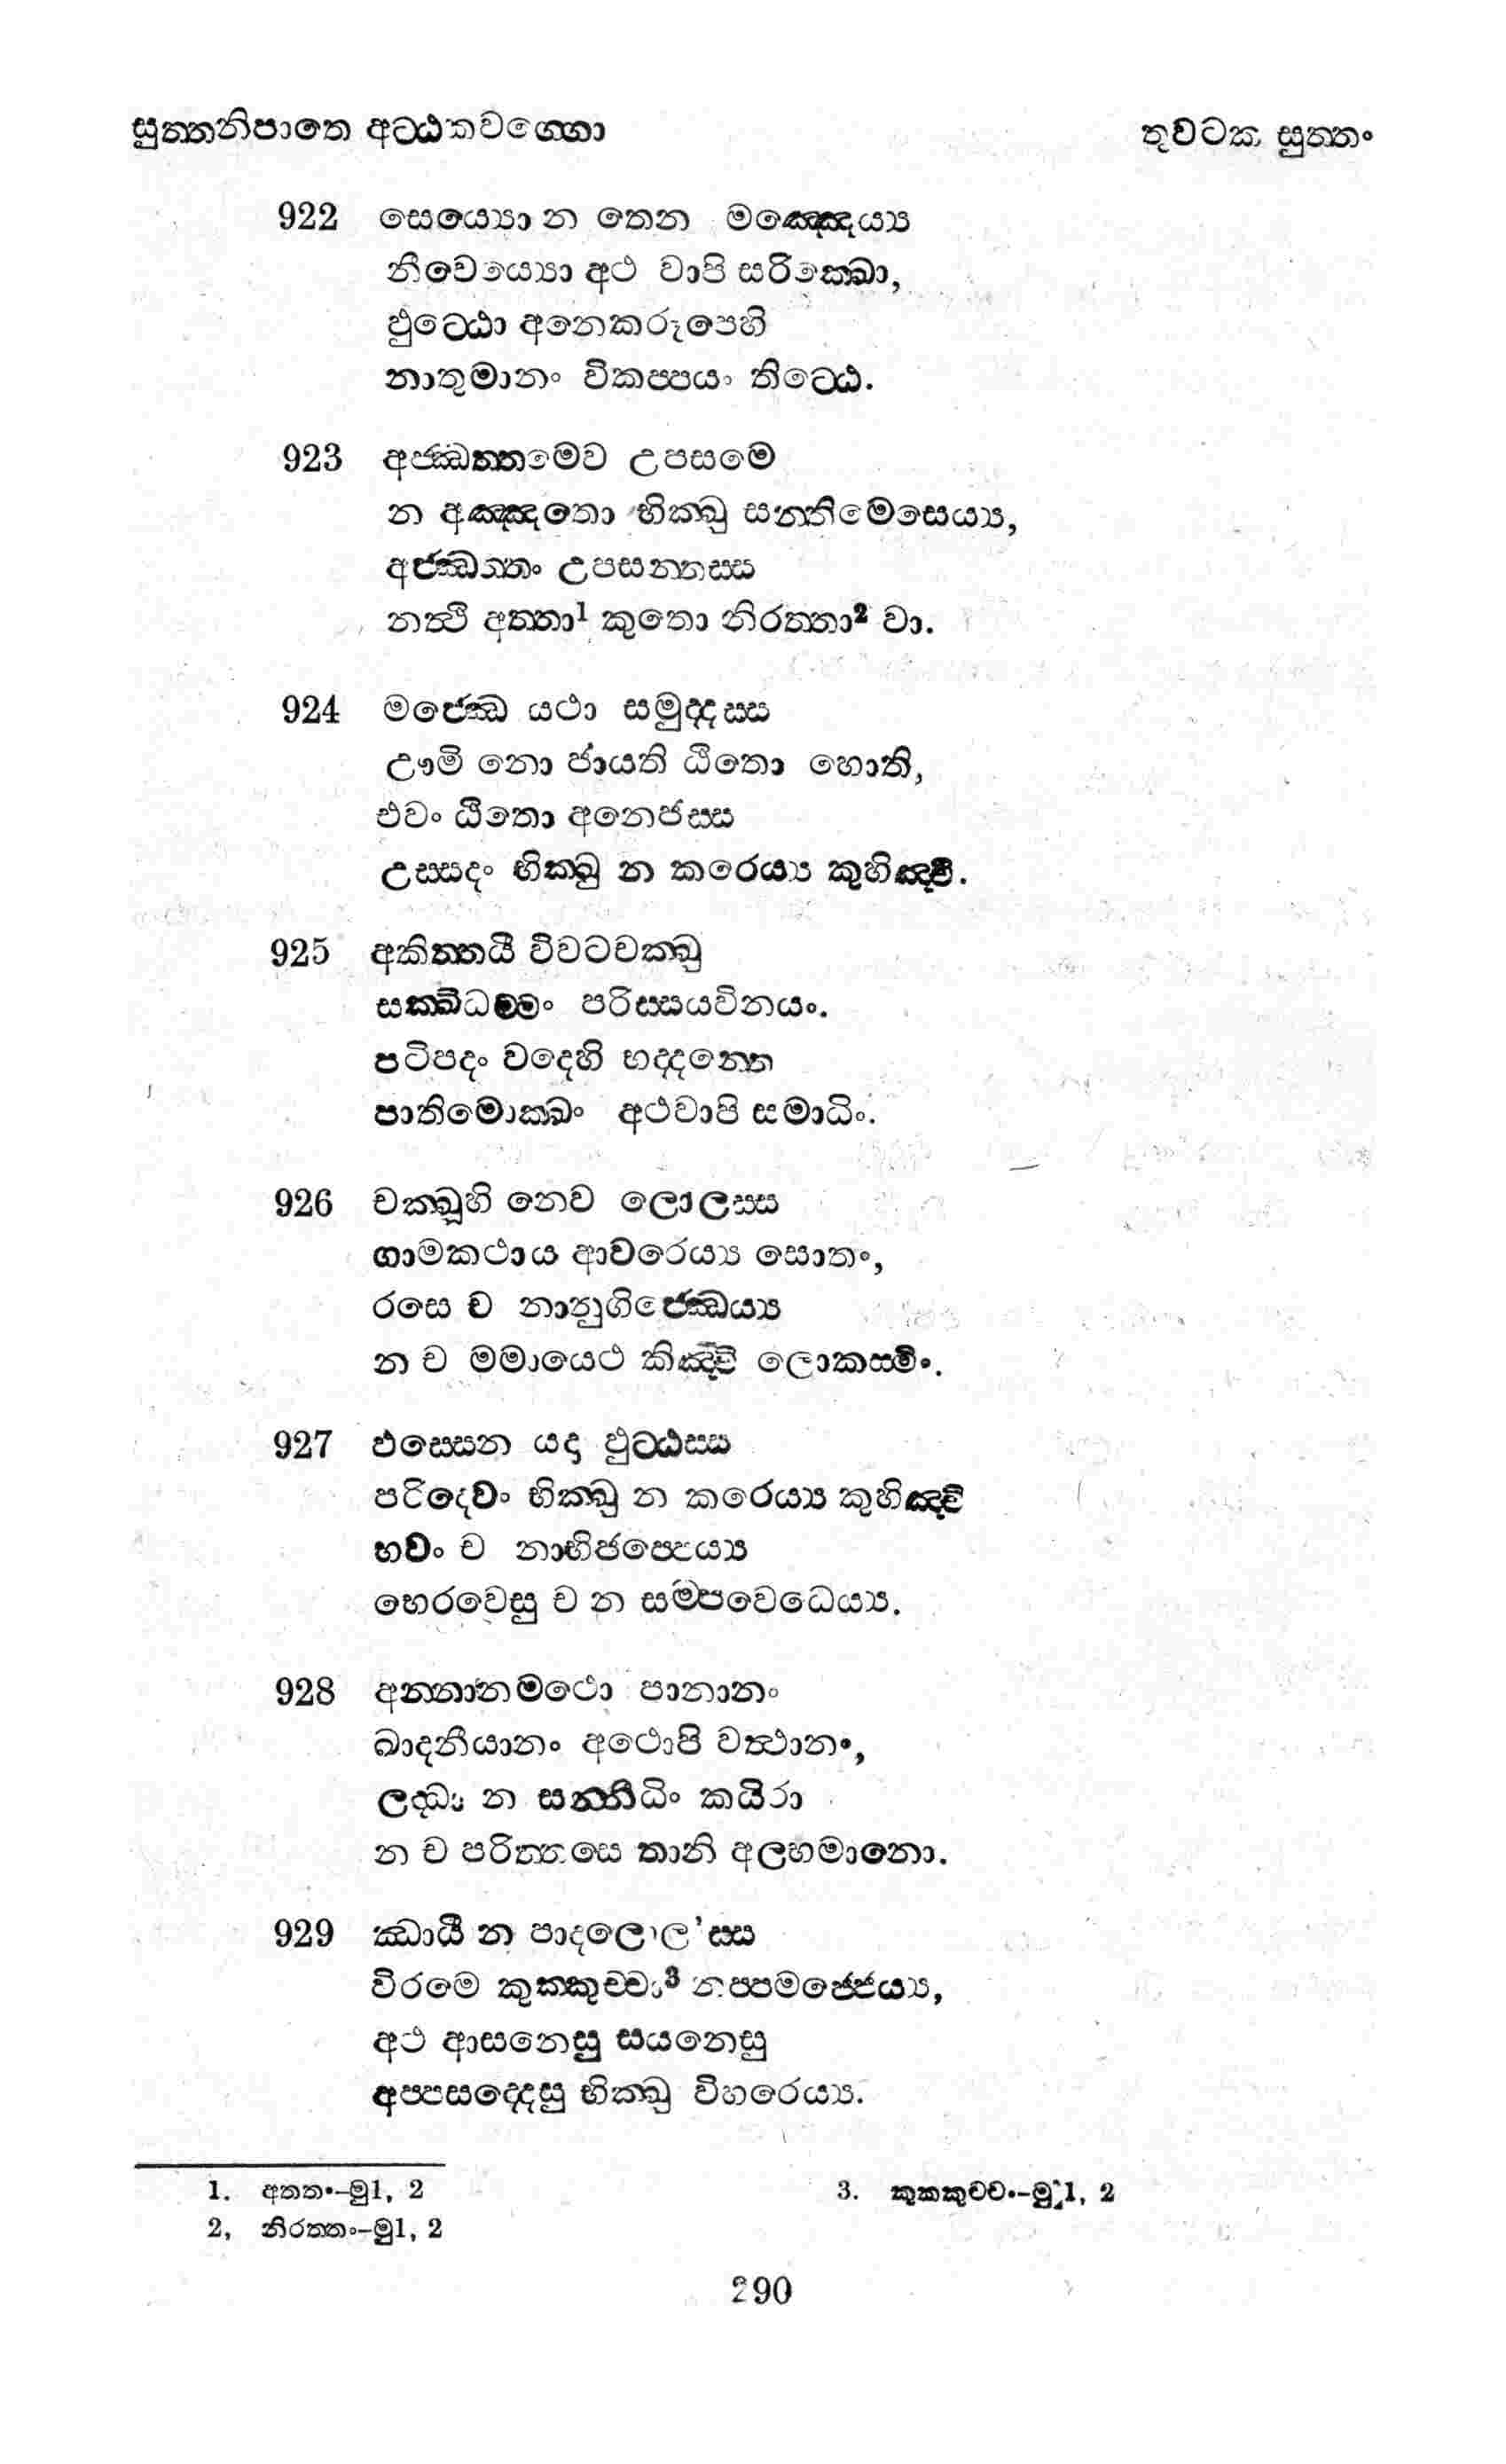 සුත්තනිපාතෙ අට්ඨකවග්ගො තුවටක සුත්තං
922 සෙය්‍යො න තෙන මඤ්ඤෙය්‍ය
නීචෙය්‍යො අථ වාපි සරික්ඛො,
ඵුට්ඨො අනෙකරූපෙහි
නාතුමානං විකප්පයං තිට්ඨෙ.
923 අජ්ඣත්තමෙව උපසමෙ
න අඤ්ඤතො භික්ඛු සන්තිමෙසෙය්‍ය,
අජ්ඣත්තං උපසන්තස්ස
නත්ථි අත්තා¹ කුතො නිරත්තා² වා.
924 මජ්ඣෙ යථා සමුද්දස්ස
ඌමි නො ජායති ඨිතො හොති,
එවං ඨිතො අනෙජස්ස
උස්සදං භික්ඛු න කරෙය්‍ය කුහිඤ්චි.
925 අකිත්තයී විවටචක්ඛු
සක්ඛිධම්මං පරිස්සයවිනයං.
පටිපදං වදෙහි භද්දන්තෙ
පාතිමොක්ඛං අථවාපි සමාධිං.
926 චක්ඛූහි නෙව ලොලස්ස
ගාමකථාය ආවරෙය්‍ය සොතං,
රසෙ ච නානුගිජ්ඣෙය්‍ය
න ච මමායෙථ කිඤ්චි ලොකස්මිං.
927 ඵස්සෙන යදා ඵුට්ඨස්ස
පරිදෙවං භික්ඛු න කරෙය්‍ය කුහිඤ්චි
භවං ච නාභිජප්පෙය්‍ය
භෙරවෙසු ච න සම්පවෙධෙය්‍ය.
928 අන්නානමථො පානානං
ඛාදනීයානං අථොපි වත්ථානං,
ලද්ධා න සන්නිධිං කයිරා
න ච පරිත්තසෙ තානි අලභමානො.
929 ඣායී න පාදලොල'ස්ස
විරමෙ කුක්කුච්චං³ නප්පමජ්ජෙය්‍ය,
අථ ආසනෙසු සයනෙසු
අප්පසද්දෙසු භික්ඛු විහරෙය්‍ය.
1. අත්තං–මු1, 2 3. කුක්කුච්චං–මු1, 2
2, නිරත්තං–මු1, 2
290